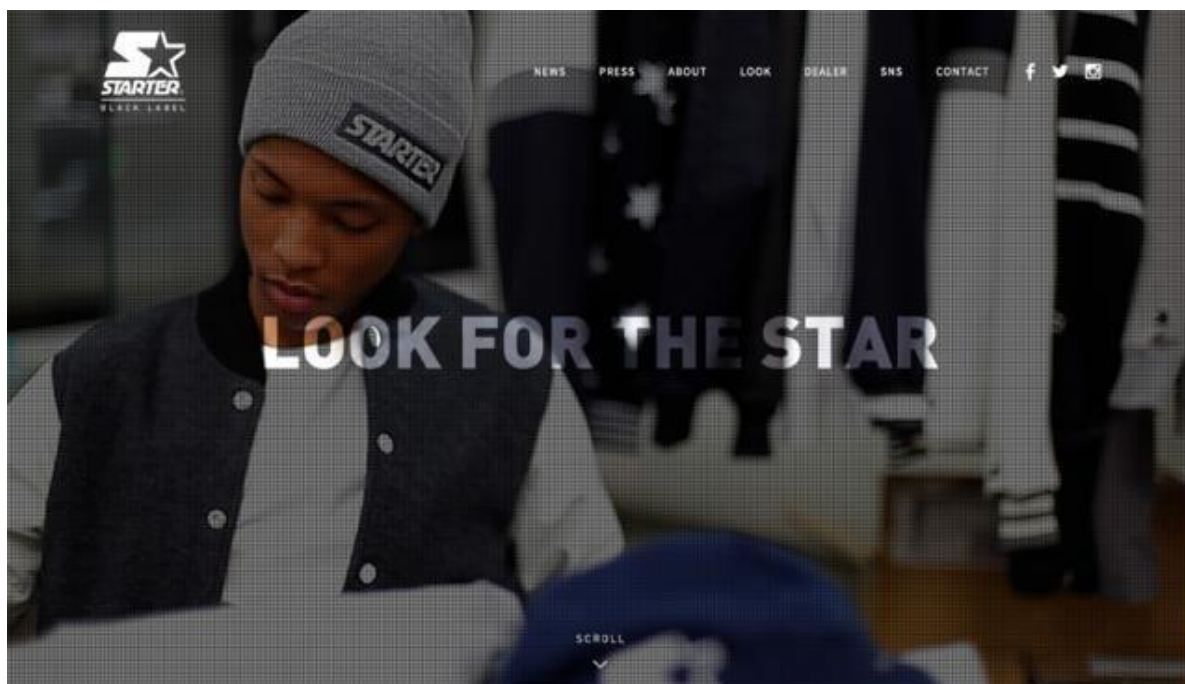 STARTER
BLACK LABEL
NEWS PRESS ABOUT LOOK DEALER SNS CONTACT
STARTER
LOOK FOR THE STAR
SCROLL